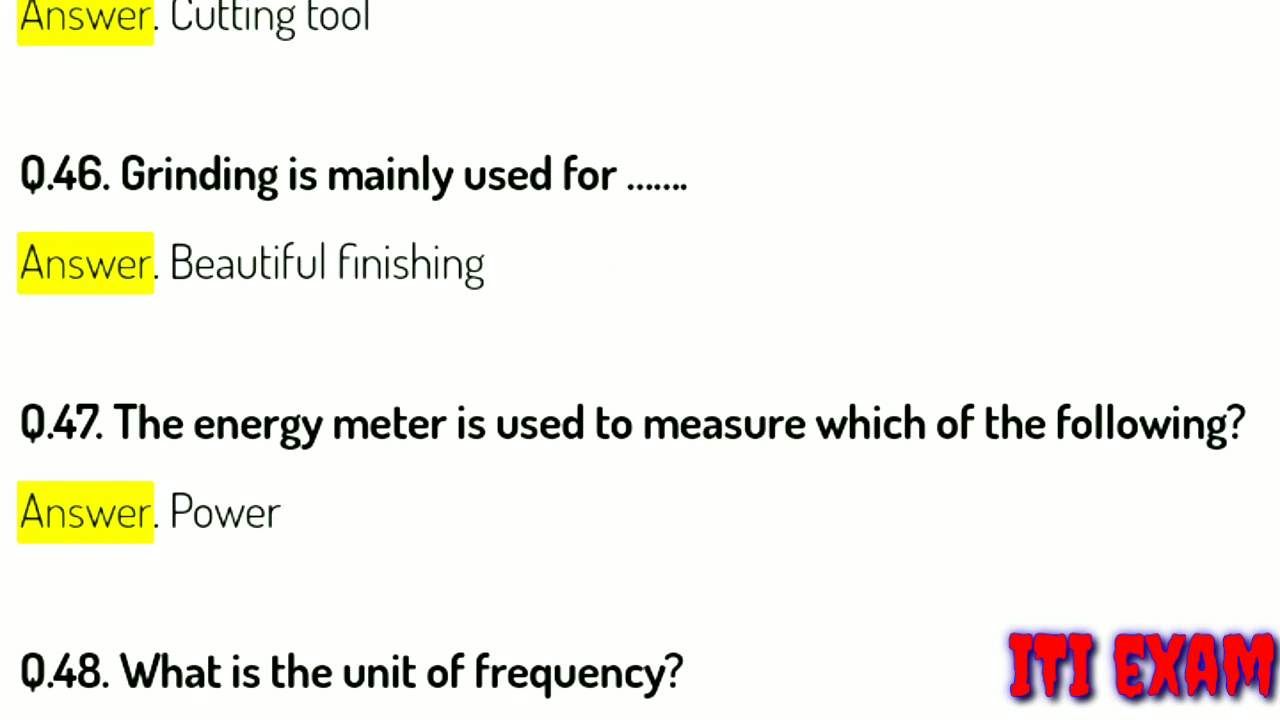 Answer. Cutting tool
Q.46. Grinding is mainly used for .......
Answer. Beautiful finishing
Q.47. The energy meter is used to measure which of the following?
Answer. Power
Q.48. What is the unit of frequency?
ITI EXAM